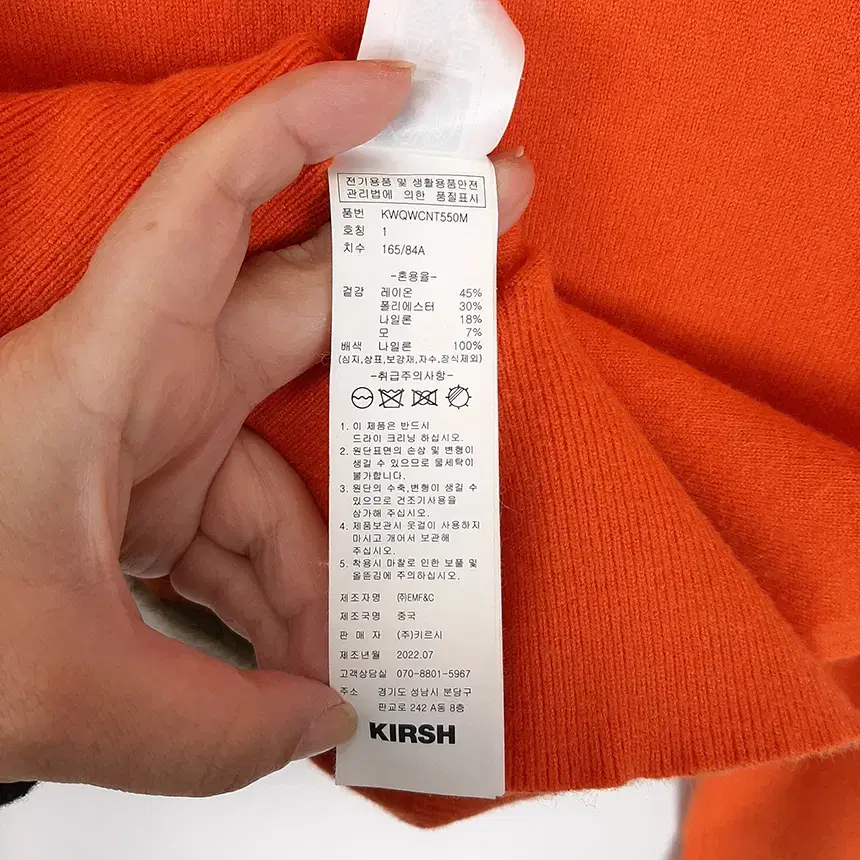 전기용품 및 생활용품안전
관리법에 의한 품질표시
품번 KWQWCNT550M
호칭 1
치수 165/84A
-혼용율-
겉감 레이온 45%
폴리에스터 30%
나일론 18%
모 7%
배색 나일론 100%
(심지,상표,보강재,자수,장식제외)
-취급주의사항-
1. 이 제품은 반드시
드라이 크리닝 하십시오.
2. 원단표면의 손상 및 변형이
생길 수 있으므로 물세탁이
불가합니다.
3. 원단의 수축,변형이 생길 수
있으므로 건조기사용을
삼가해 주십시오.
4. 제품보관시 옷걸이 사용하지
마시고 개어서 보관해
주십시오.
5. 착용시 마찰로 인한 보풀 및
올뜯김에 주의하십시오.
제조자명 ㈜EMF&C
제조국명 중국
판 매 자 (주)키르시
제조년월 2022.07
고객상담실 070-8801-5967
주소 경기도 성남시 분당구
판교로 242 A동 8층
KIRSH